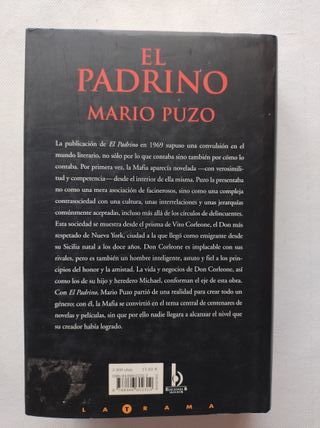 EL
PADRINO
MARIO PUZO
La publicación de El Padrino en 1969 supuso una convulsión en el
mundo literario, no sólo por lo que contaba sino también por cómo lo
contaba. Por primera vez, la Mafia aparecía novelada —con verosimili-
tud y competencia— desde el interior de ella misma. Puzo la presentaba
no como una mera asociación de facinerosos, sino como una compleja
contrasociedad con una cultura, unas interrelaciones y unas jerarquías
comúnmente aceptadas, incluso más allá de los círculos de delincuentes.
Esta sociedad se muestra desde el prisma de Vito Corleone, el Don más
respetado de Nueva York, ciudad a la que llegó como emigrante desde
su Sicilia natal a los doce años. Don Corleone es implacable con sus
rivales, pero es también un hombre inteligente, astuto y fiel a los princi-
pios del honor y la amistad. La vida y negocios de Don Corleone, así
como los de su hijo y heredero Michael, conforman el eje de esta obra.
Con El Padrino, Mario Puzo partió de una realidad para crear todo un
género: con él, la Mafia se convirtió en el tema central de centenares de
novelas y películas, sin que por ello nadie llegara a alcanzar el nivel que
su creador había logrado.
b
EDICIONES B
LA TRAMA